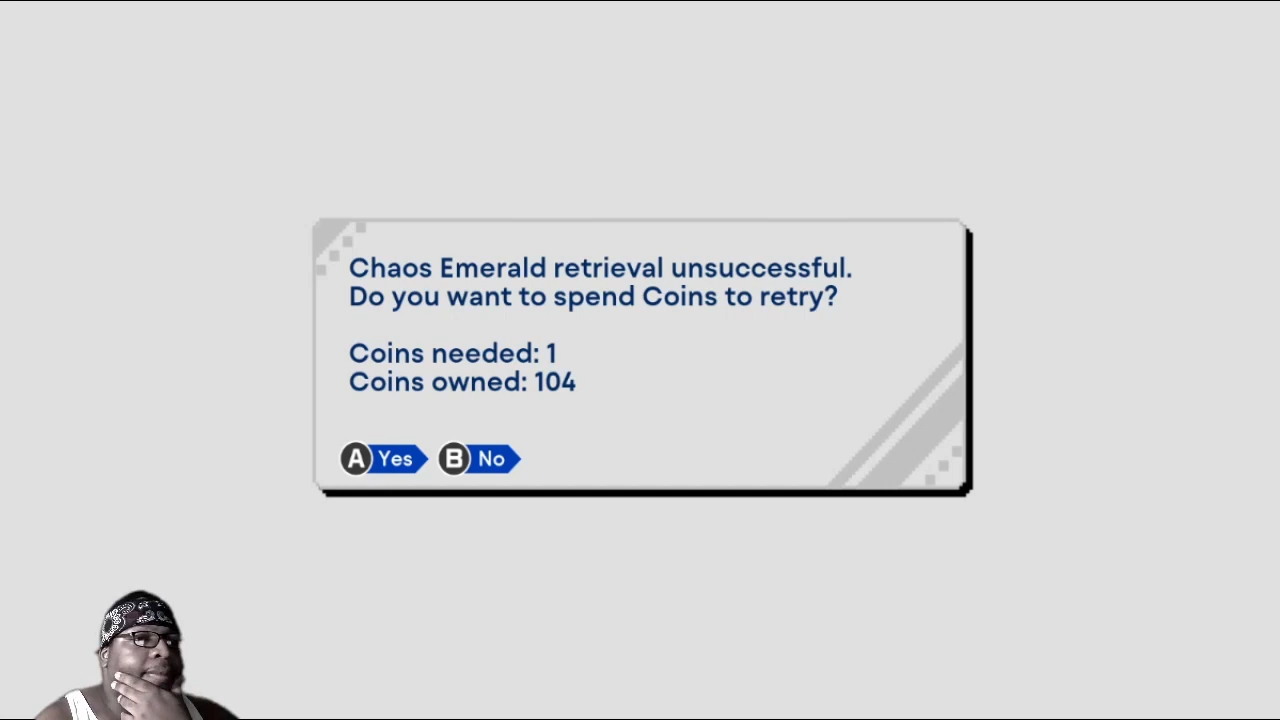 Chaos Emerald retrieval unsuccessful.
Do you want to spend Coins to retry?
Coins needed: 1
Coins owned: 104
A Yes B No